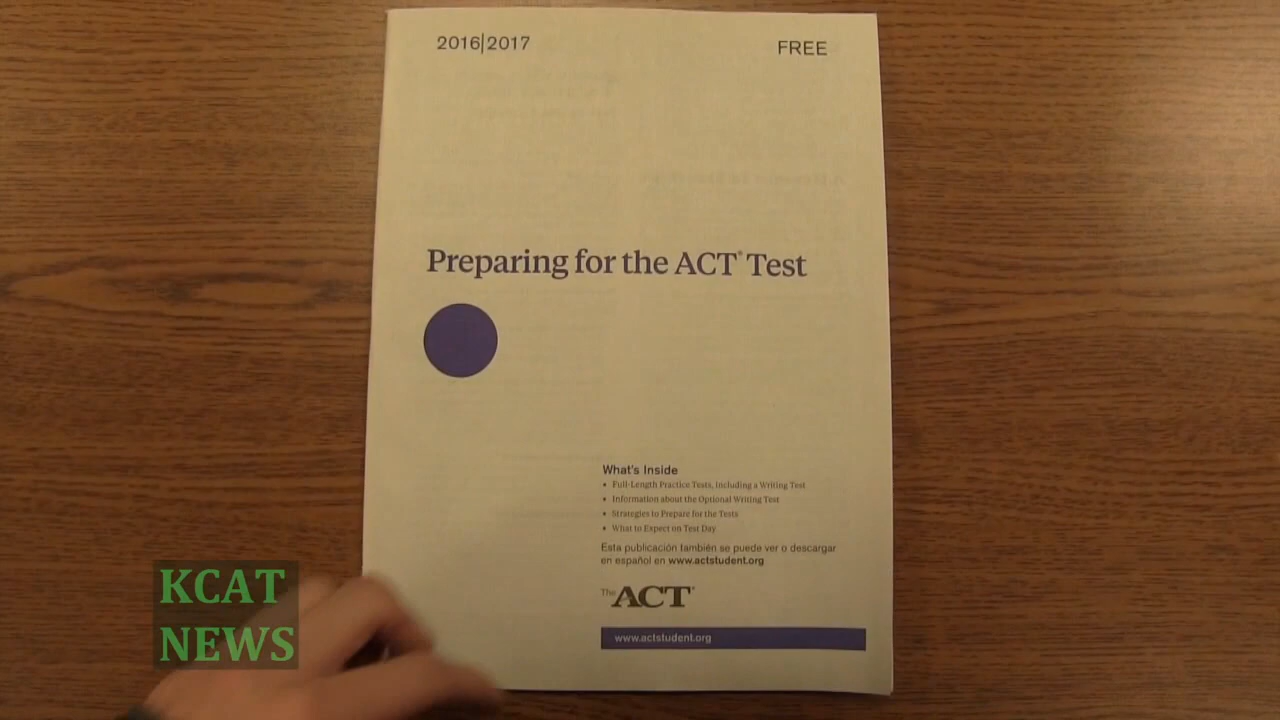 2016|2017
FREE
Preparing for the ACT® Test
What's Inside
• Full-Length Practice Tests, Including a Writing Test
• Information about the Optional Writing Test
• Strategies to Prepare for the Tests
• What to Expect on Test Day
Esta publicación también se puede ver o descargar
en español en www.actstudent.org
The ACT®
www.actstudent.org
KCAT
NEWS